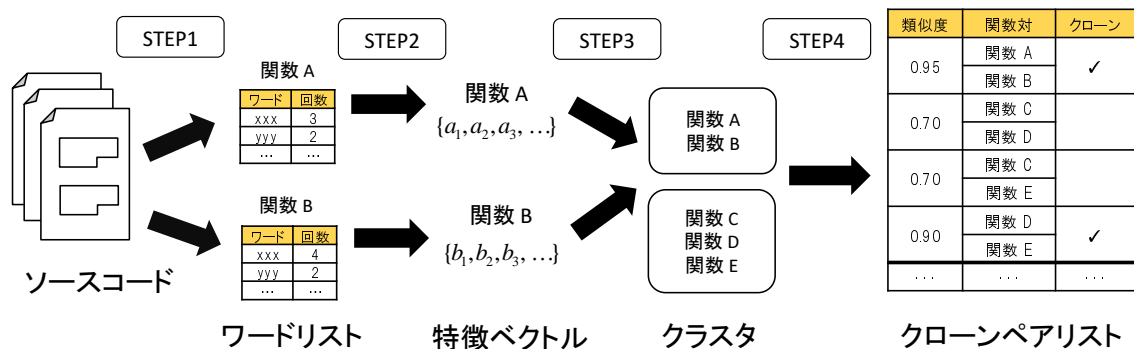 STEP1
STEP2
STEP3
STEP4
ソースコード
関数 A
ワード 回数
xxx 3
yyy 2
… …
関数 B
ワード 回数
xxx 4
yyy 2
… …
ワードリスト
関数 A
{a₁, a₂, a₃, …}
関数 B
{b₁, b₂, b₃, …}
特徴ベクトル
関数 A
関数 B
関数 C
関数 D
関数 E
クラスタ
類似度 関数対 クローン
0.95 関数 A ✓
関数 B
0.70 関数 C
関数 D
0.70 関数 C
関数 E
0.90 関数 D ✓
関数 E
... ... ...
クローンペアリスト